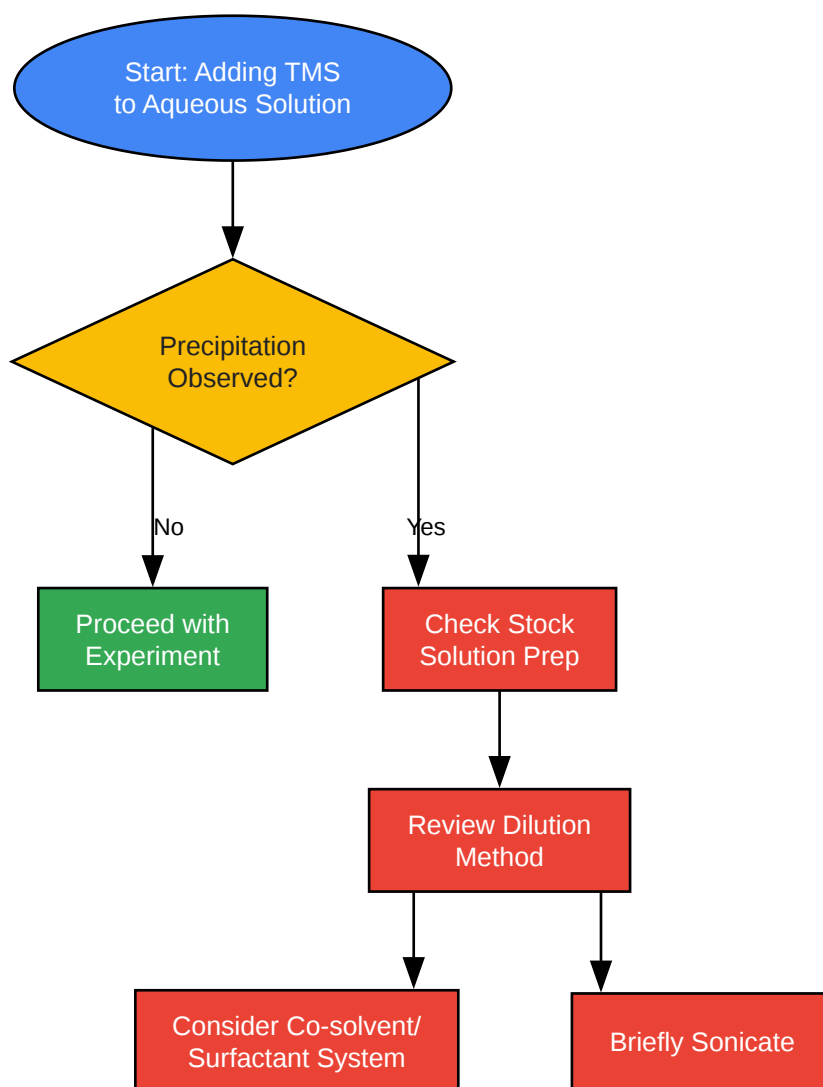 Start: Adding TMS
to Aqueous Solution
Precipitation
Observed?
No
Yes
Proceed with
Experiment
Check Stock
Solution Prep
Review Dilution
Method
Consider Co-solvent/
Surfactant System
Briefly Sonicate